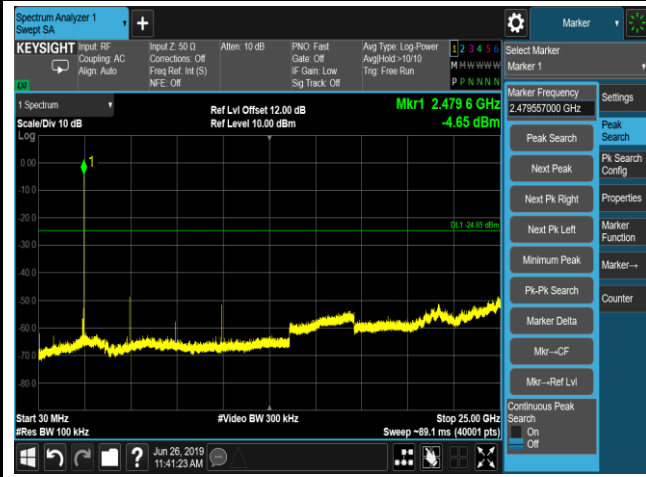 Spectrum Analyzer 1
Swept SA
+
Marker
KEYSIGHT
Input: RF
Coupling: AC
Align: Auto
Input Z: 50 Ω
Corrections: Off
Freq Ref: Int (S)
NFE: Off
Atten: 10 dB
PNO: Fast
Gate: Off
IF Gain: Low
Sig Track: Off
Avg Type: Log-Power
Avg|Hold:>10/10
Trig: Free Run
1 2 3 4 5 6
M M W W W W
P P N N N N
LXI
Select Marker
Marker 1
1 Spectrum
Scale/Div 10 dB
Log
Ref Lvl Offset 12.00 dB
Ref Level 10.00 dBm
Mkr1 2.479 6 GHz
-4.65 dBm
1
0.00
-10.0
-20.0
-30.0
-40.0
-50.0
-60.0
-70.0
-80.0
DL1 -24.65 dBm
Start 30 MHz
#Res BW 100 kHz
#Video BW 300 kHz
Stop 25.00 GHz
Sweep ~89.1 ms (40001 pts)
Marker Frequency
2.479557000 GHz
Peak Search
Next Peak
Next Pk Right
Next Pk Left
Minimum Peak
Pk-Pk Search
Marker Delta
Mkr→CF
Mkr→Ref Lvl
Continuous Peak
Search
On
Off
Settings
Peak
Search
Pk Search
Config
Properties
Marker
Function
Marker→
Counter
?
Jun 26, 2019
11:41:23 AM